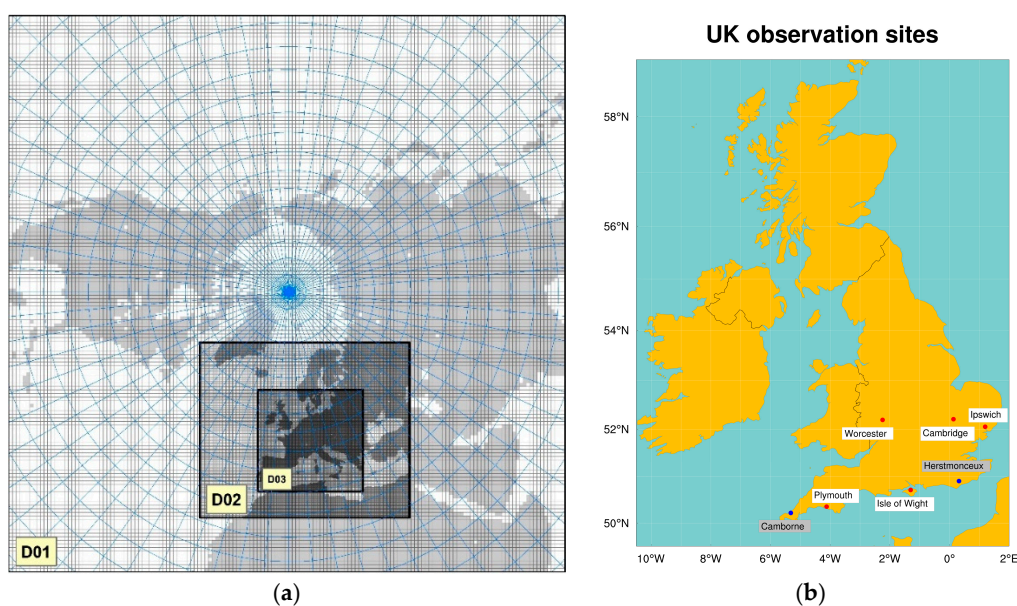 UK observation sites
58°N
56°N
54°N
52°N
50°N
10°W
8°W
6°W
4°W
2°W
0°
2°E
Ipswich
Worcester
Cambridge
Herstmonceux
Plymouth
Isle of Wight
Camborne
D03
D02
D01
(a)
(b)